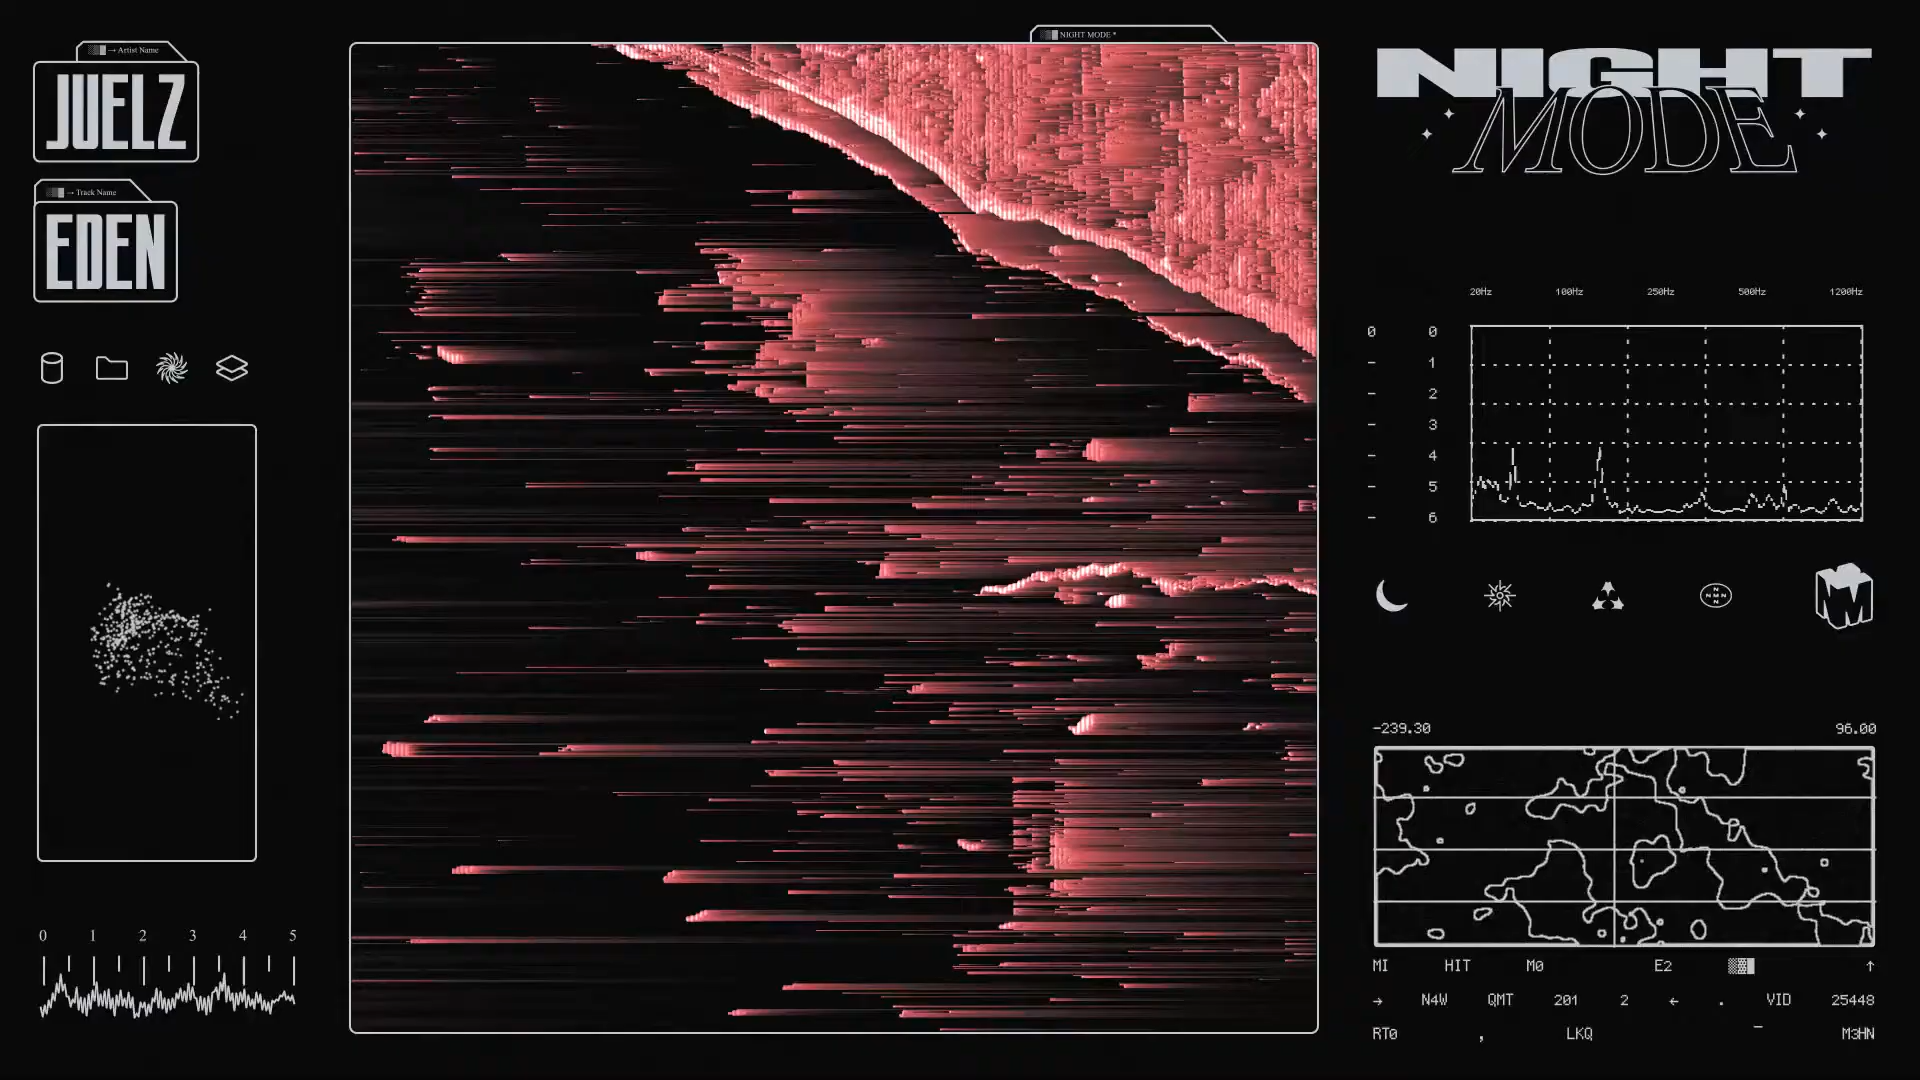 → Artist Name
JUELZ
→ Track Name
EDEN
0 1 2 3 4 5
NIGHT MODE *
NIGHT
MODE
20Hz 100Hz 250Hz 500Hz 1200Hz
0 0
– 1
– 2
– 3
– 4
– 5
– 6
N
NMN
N
NM
-239.30 96.00
MI HIT M0 E2 ↑
→ N4W QMT 201 2 ← . VID 25448
RT0 , LKQ – M3HN